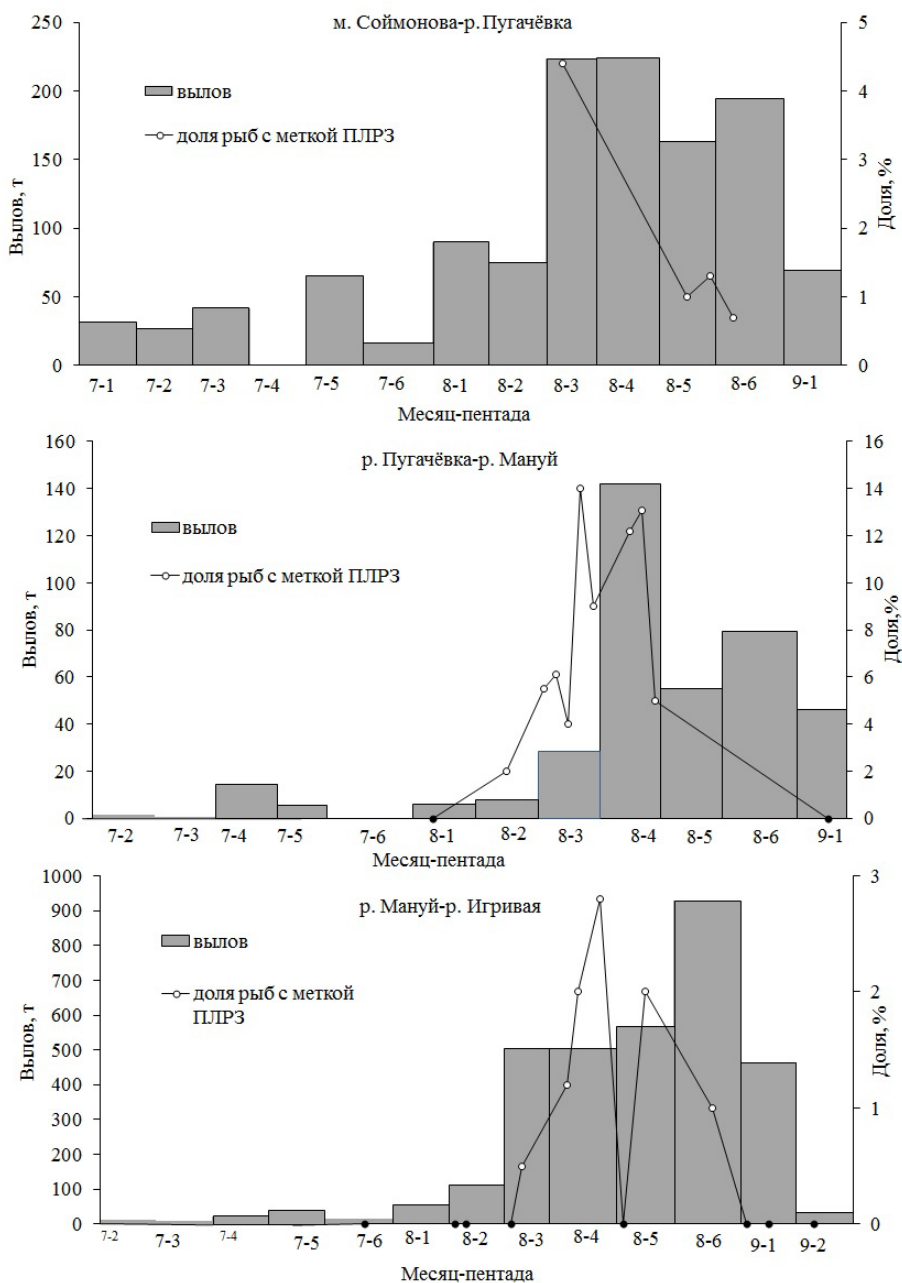 м. Соймонова-р. Пугачёвка
250
200
150
100
50
0
Вылов, т
вылов
доля рыб с меткой ПЛРЗ
5
4
3
2
1
0
Доля, %
7-1 7-2 7-3 7-4 7-5 7-6 8-1 8-2 8-3 8-4 8-5 8-6 9-1
Месяц-пентада
р. Пугачёвка-р. Мануй
160
140
120
100
80
60
40
20
0
Вылов, т
вылов
доля рыб с меткой ПЛРЗ
16
14
12
10
8
6
4
2
0
Доля,%
7-2 7-3 7-4 7-5 7-6 8-1 8-2 8-3 8-4 8-5 8-6 9-1
Месяц-пентада
р. Мануй-р. Игривая
1000
900
800
700
600
500
400
300
200
100
0
Вылов, т
вылов
доля рыб с меткой
ПЛРЗ
3
2
1
0
Доля, %
7-2 7-3 7-4 7-5 7-6 8-1 8-2 8-3 8-4 8-5 8-6 9-1 9-2
Месяц-пентада